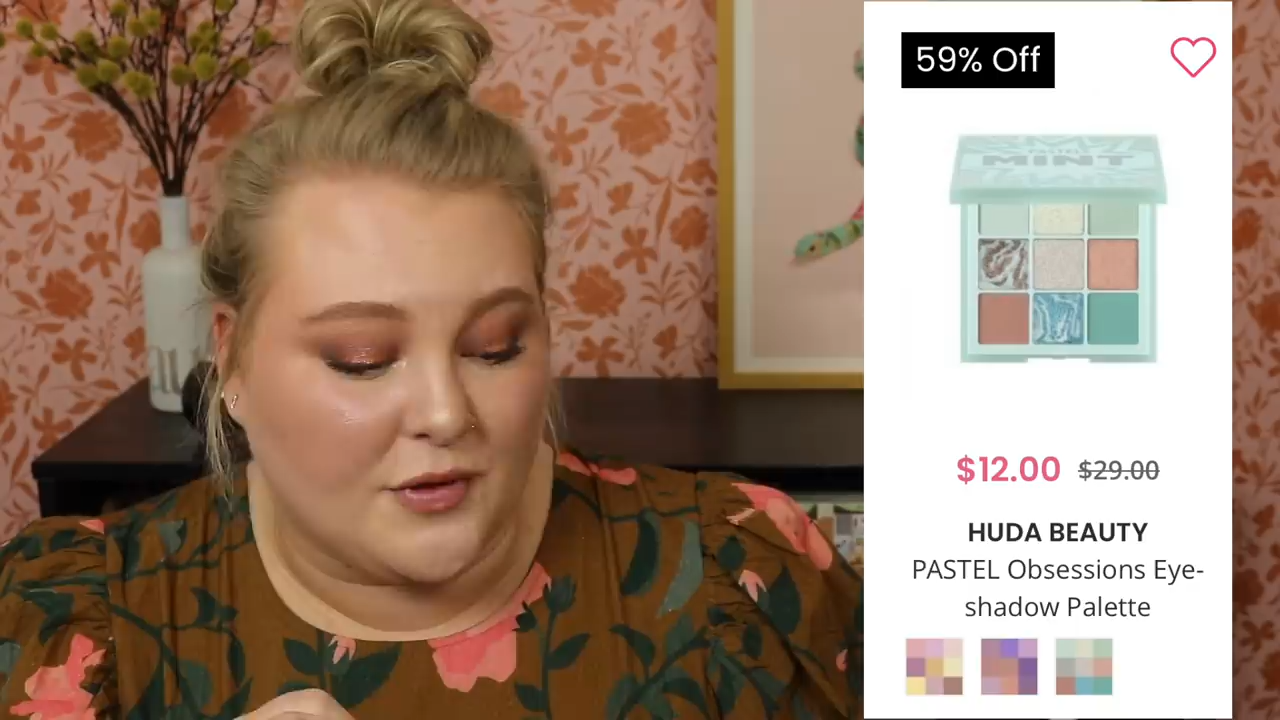 59% Off
MINT
$12.00 $29.00
HUDA BEAUTY
PASTEL Obsessions Eye-
shadow Palette